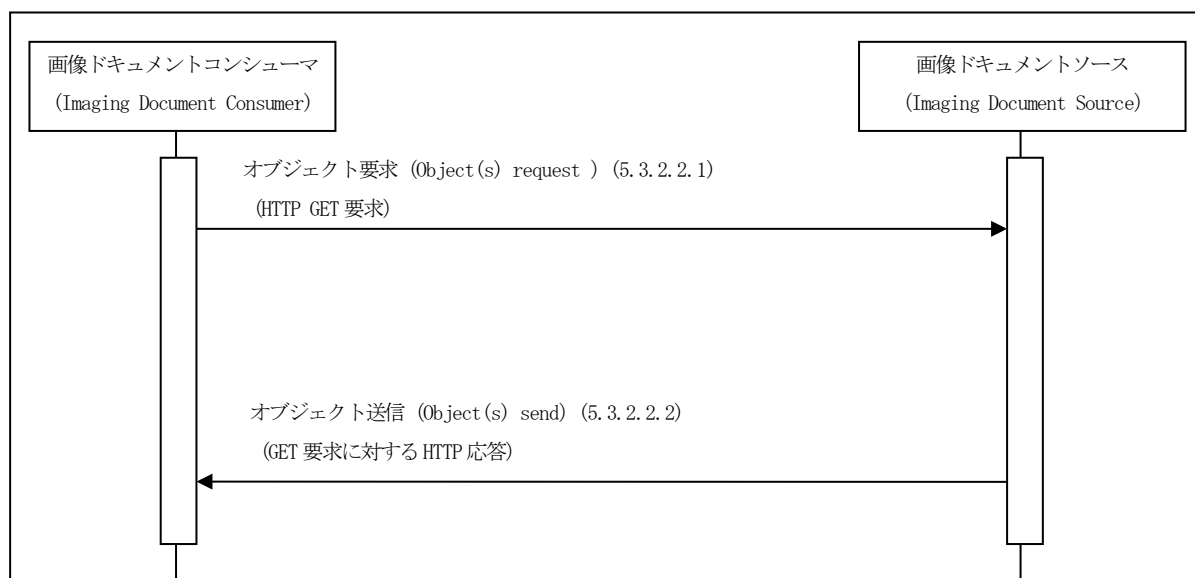 画像ドキュメントコンシューマ
(Imaging Document Consumer)
画像ドキュメントソース
(Imaging Document Source)
オブジェクト要求 (Object(s) request ) (5.3.2.2.1)
(HTTP GET 要求)
オブジェクト送信 (Object(s) send) (5.3.2.2.2)
(GET 要求に対する HTTP 応答)